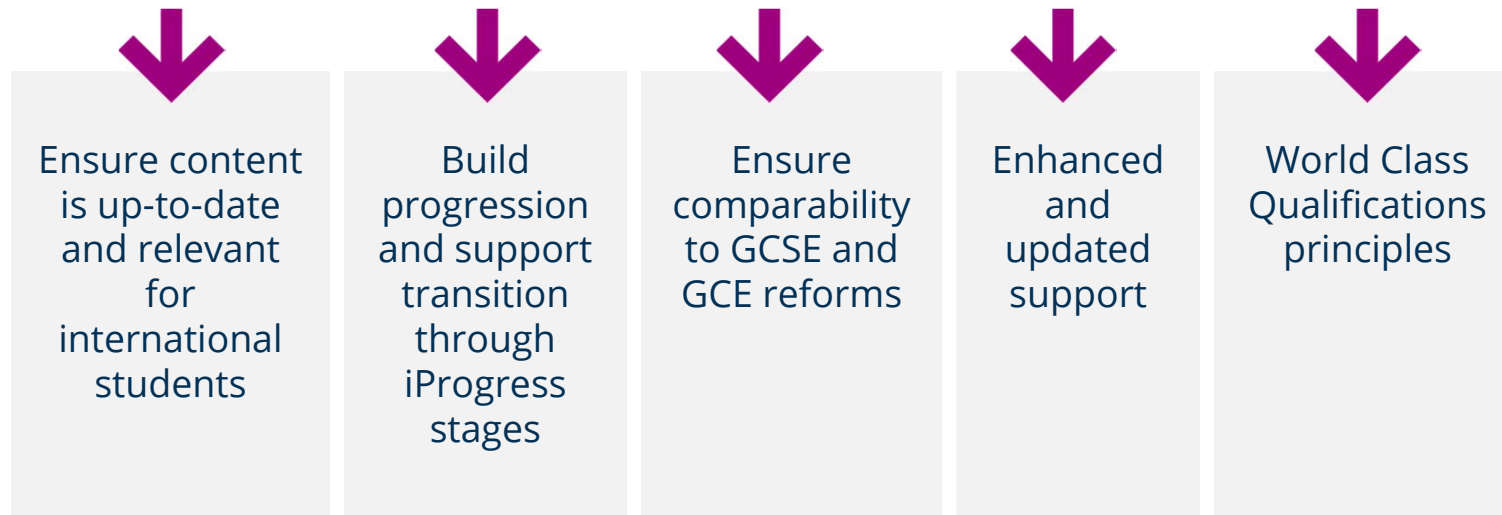 Ensure content
is up-to-date
and relevant
for
international
students
Build
progression
and support
transition
through
iProgress
stages
Ensure
comparability
to GCSE and
GCE reforms
Enhanced
and
updated
support
World Class
Qualifications
principles